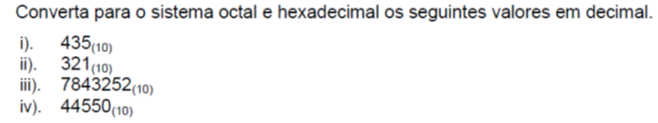 Converta para o sistema octal e hexadecimal os seguintes valores em decimal.
i). 435(10)
ii). 321(10)
iii). 7843252(10)
iv). 44550(10)